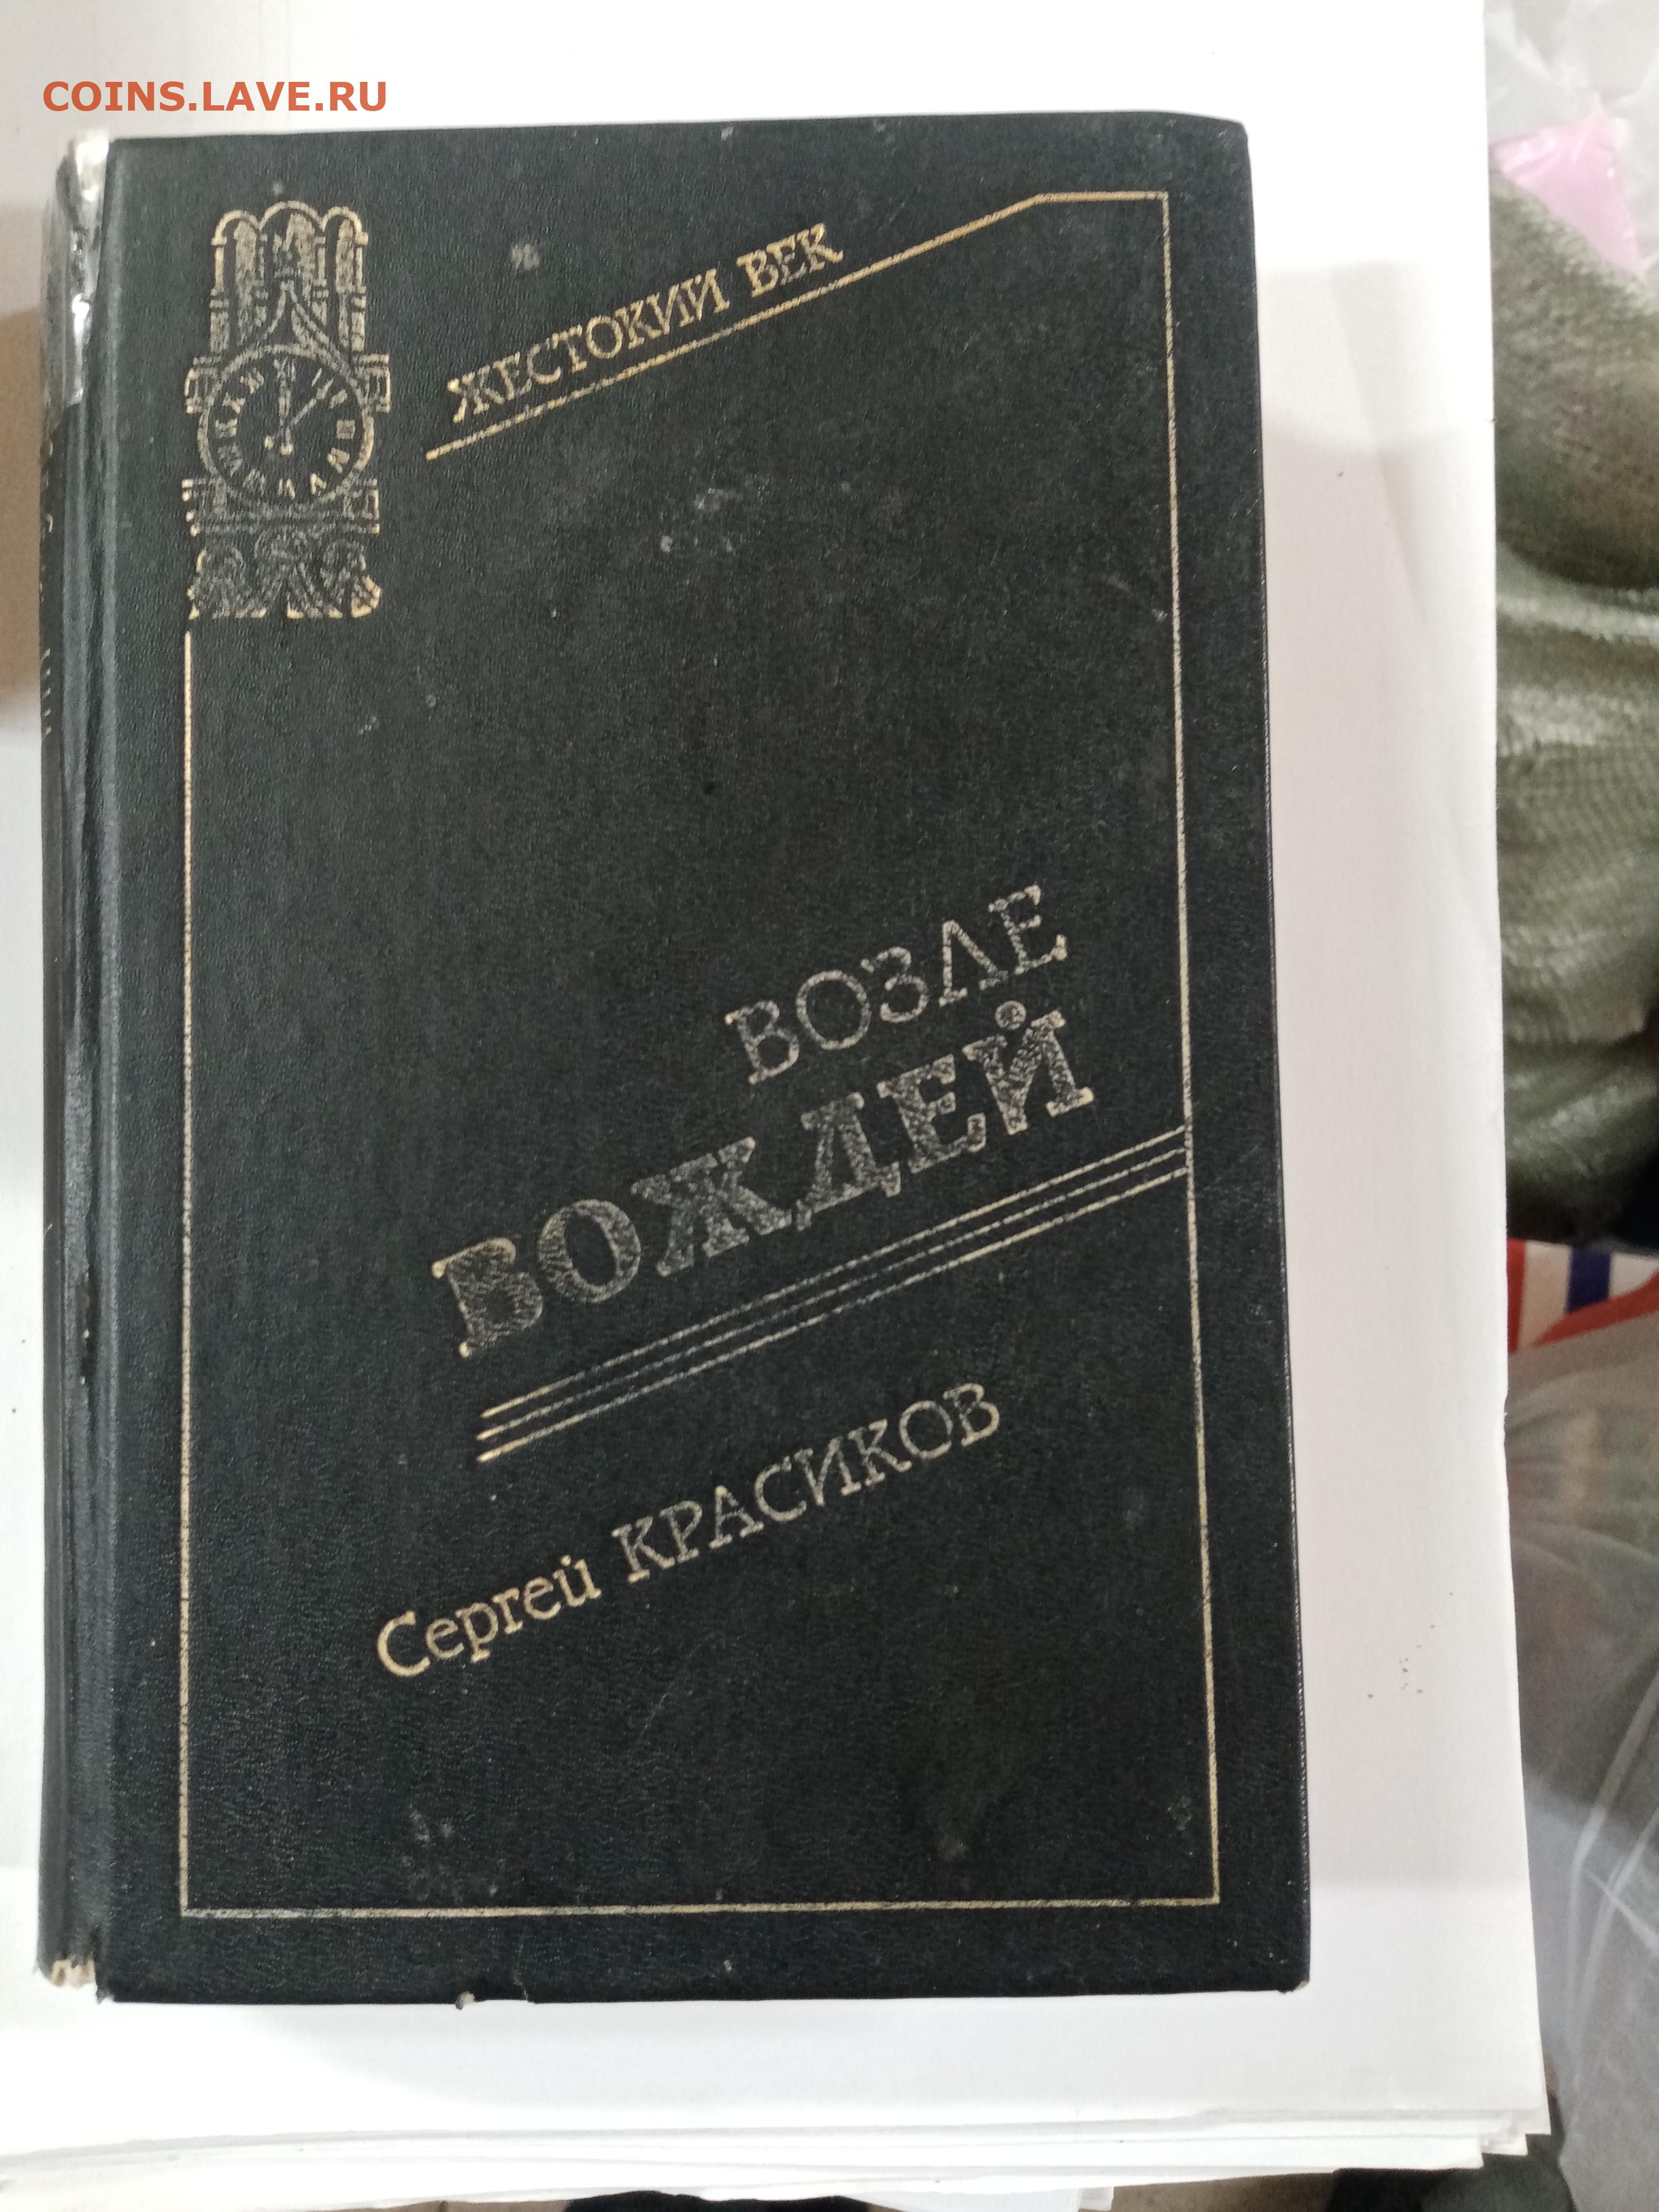 COINS.LAVE.RU
ЖЕСТОКИЙ ВЕК
ВОЗЛЕ
ВОЖДЕЙ
Сергей КРАСИКОВ